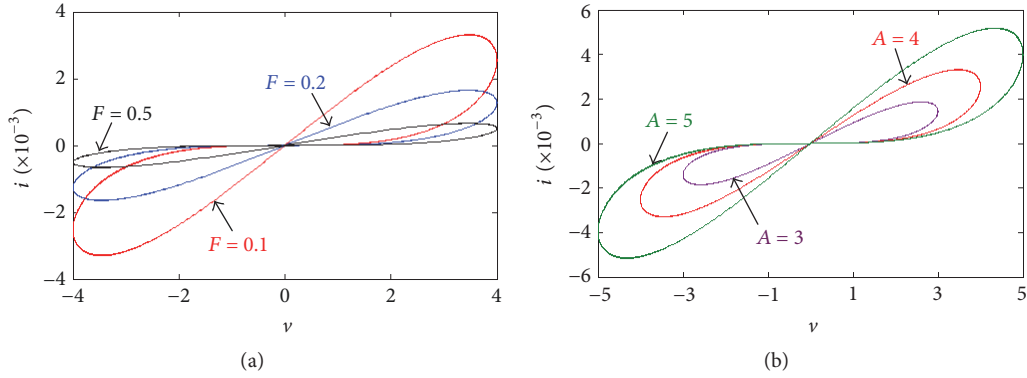 4
2
0
−2
−4
i (×10−3)
F = 0.5
F = 0.2
F = 0.1
−4 −2 0 2 4
v
(a)
6
4
2
0
−2
−4
−6
i (×10−3)
A = 4
A = 5
A = 3
−5 −3 −1 1 3 5
v
(b)